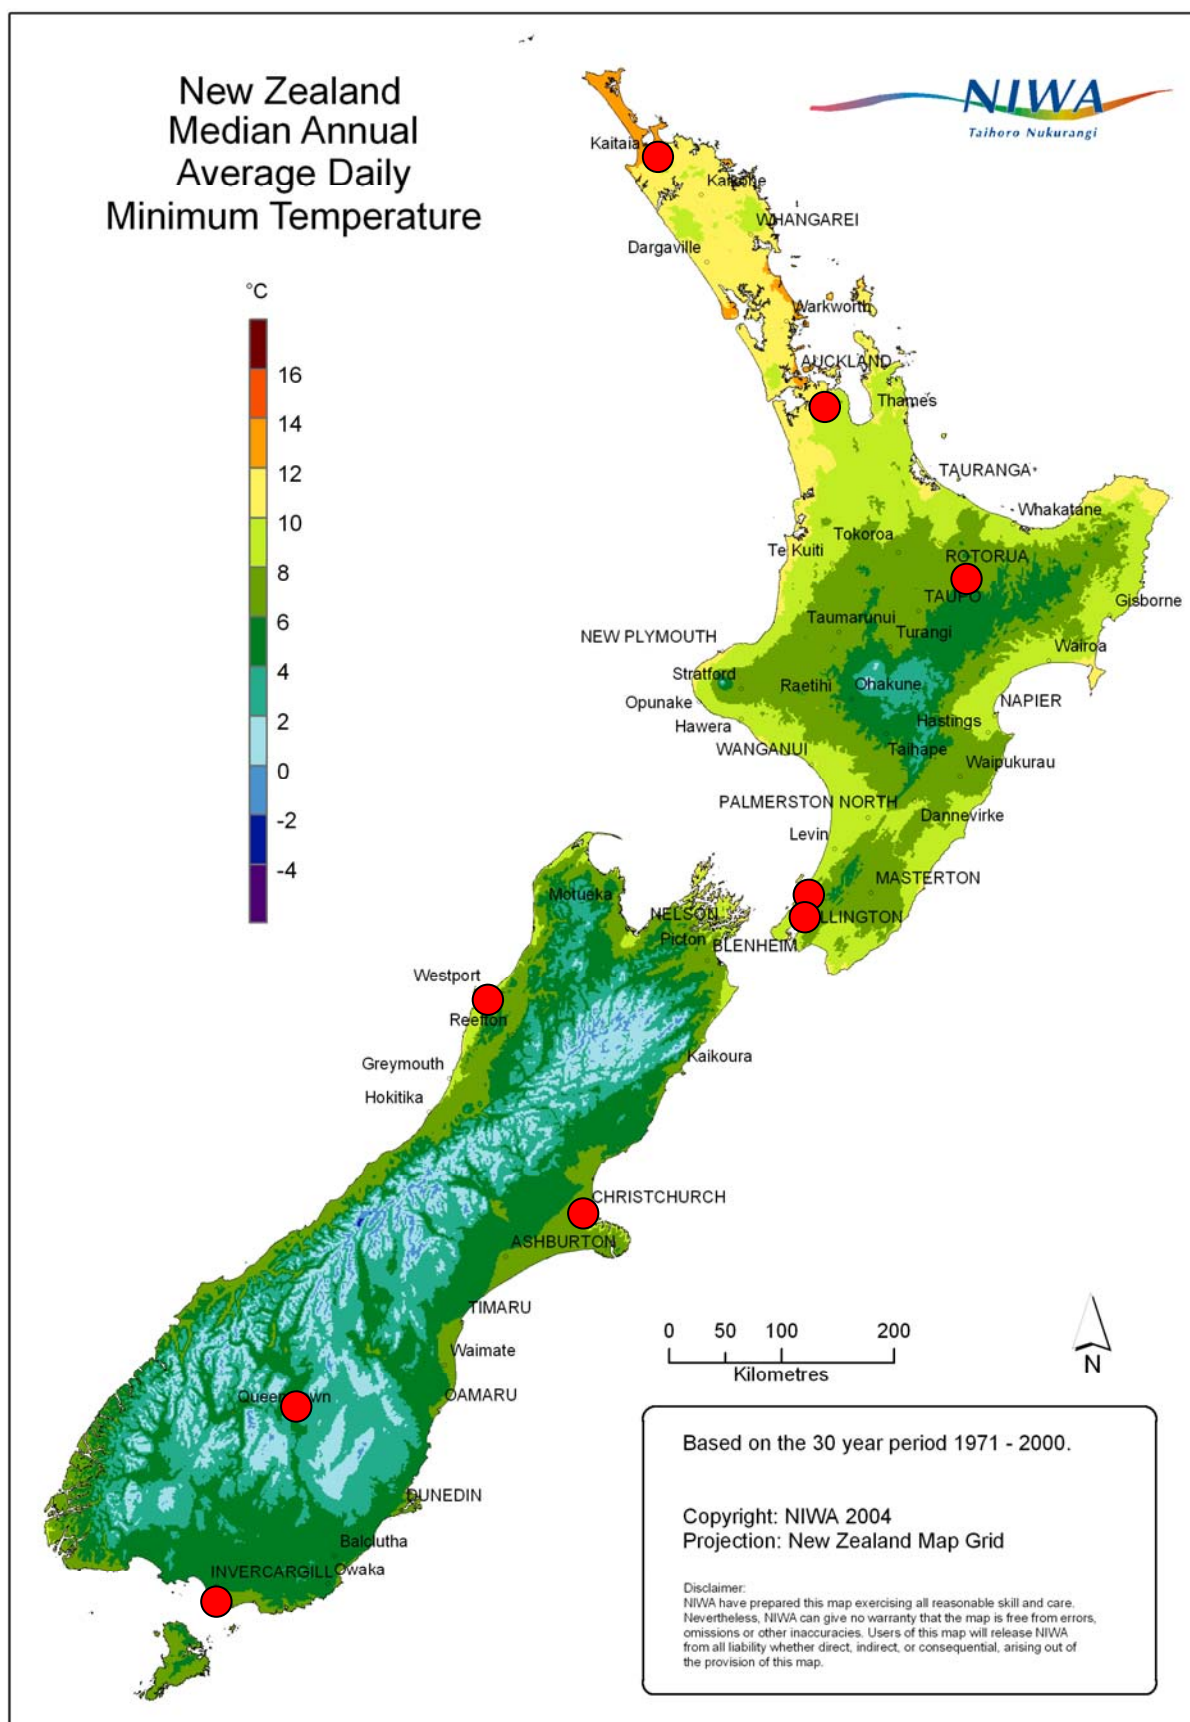 New Zealand
Median Annual
Average Daily
Minimum Temperature
NIWA
Taihoro Nukurangi
°C
16
14
12
10
8
6
4
2
0
-2
-4
Kaitaia
Kaikohe
WHANGAREI
Dargaville
Warkworth
AUCKLAND
Thames
TAURANGA
Whakatane
Tokoroa
Te Kuiti
ROTORUA
TAUPO
Gisborne
Taumarunui
Turangi
NEW PLYMOUTH
Wairoa
Stratford
Raetihi
Ohakune
Opunake
NAPIER
Hawera
Hastings
WANGANUI
Taihape
Waipukurau
PALMERSTON NORTH
Dannevirke
Levin
MASTERTON
Motueka
NELSON
LLINGTON
Picton
BLENHEIM
Westport
Reefton
Kaikoura
Greymouth
Hokitika
CHRISTCHURCH
ASHBURTON
TIMARU
Waimate
OAMARU
DUNEDIN
Balclutha
INVERCARGILL
Owaka
0 50 100 200
Kilometres
N
Based on the 30 year period 1971 - 2000.
Copyright: NIWA 2004
Projection: New Zealand Map Grid
Disclaimer:
NIWA have prepared this map exercising all reasonable skill and care.
Nevertheless, NIWA can give no warranty that the map is free from errors,
omissions or other inaccuracies. Users of this map will release NIWA
from all liability whether direct, indirect, or consequential, arising out of
the provision of this map.